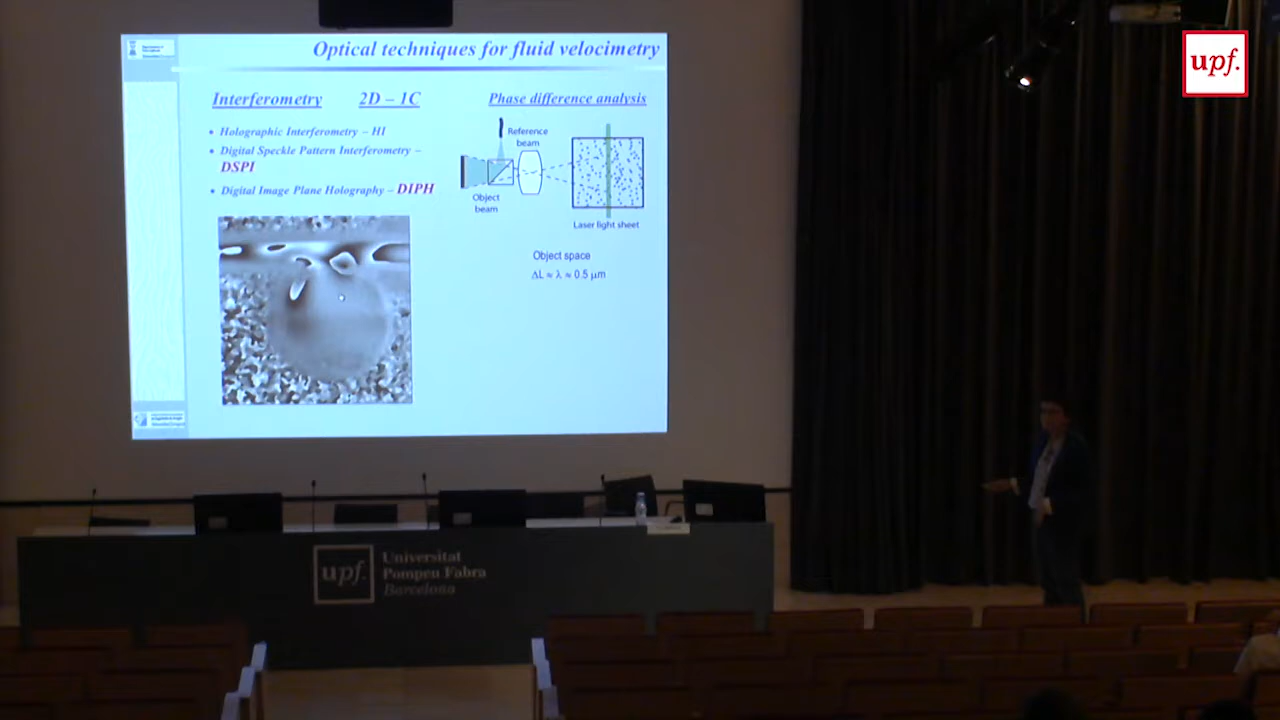 upf.
Optical techniques for fluid velocimetry
Interferometry 2D – 1C
Phase difference analysis
• Holographic Interferometry – HI
• Digital Speckle Pattern Interferometry –
DSPI
• Digital Image Plane Holography – DIPH
Reference
beam
Object
beam
Laser light sheet
Object space
ΔL ≈ λ ≈ 0.5 μm
upf.
Universitat
Pompeu Fabra
Barcelona